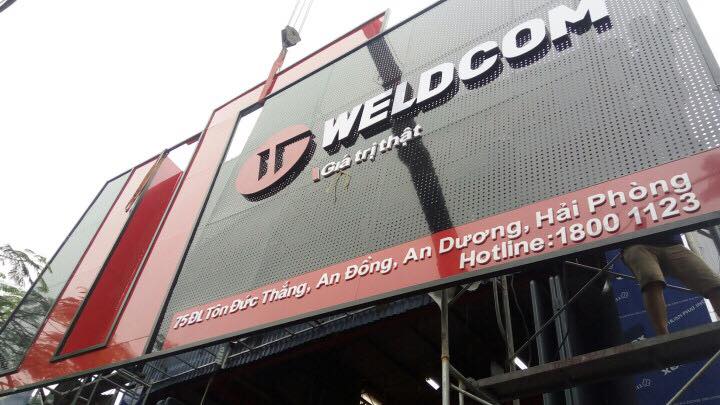 WELDCOM
Giá trị thật
75 ĐL Tôn Đức Thắng, An Đồng, An Dương, Hải Phòng
Hotline:1800 1123